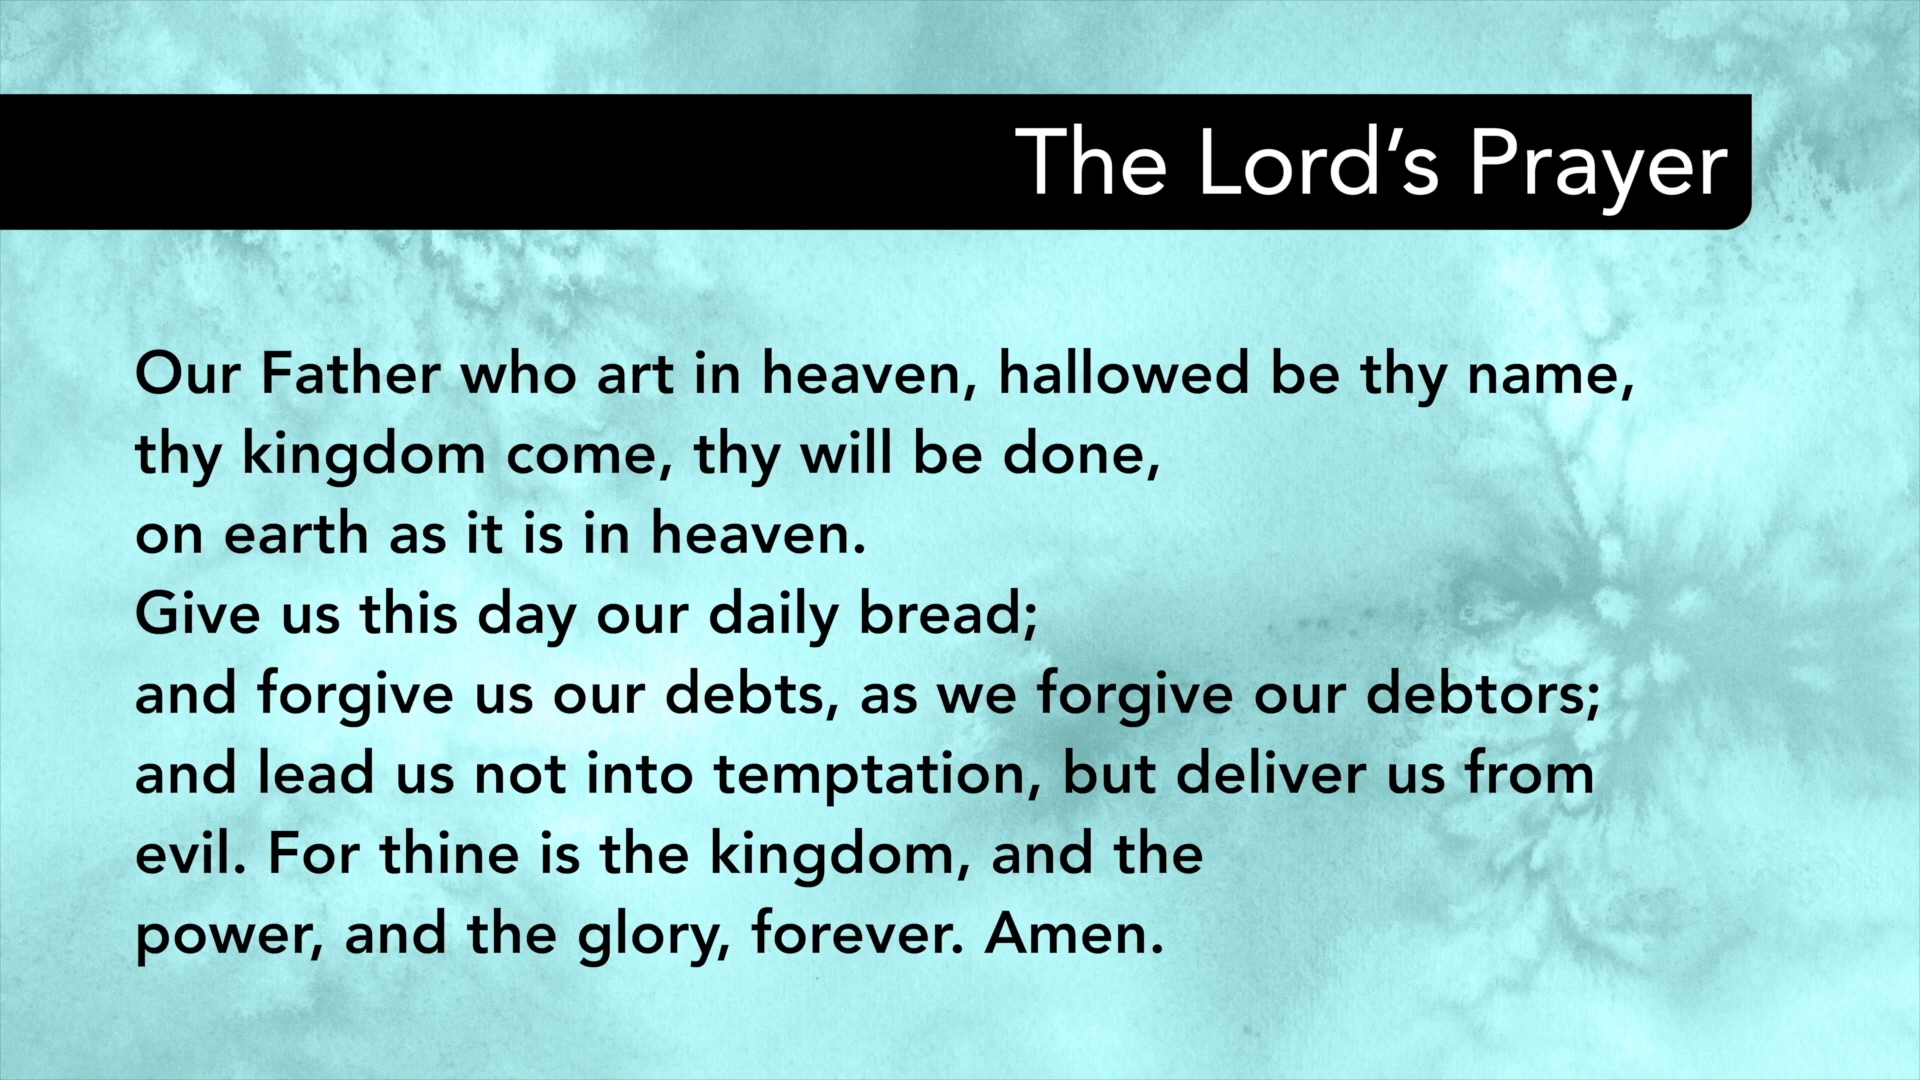 The Lord’s Prayer
Our Father who art in heaven, hallowed be thy name,
thy kingdom come, thy will be done,
on earth as it is in heaven.
Give us this day our daily bread;
and forgive us our debts, as we forgive our debtors;
and lead us not into temptation, but deliver us from
evil. For thine is the kingdom, and the
power, and the glory, forever. Amen.